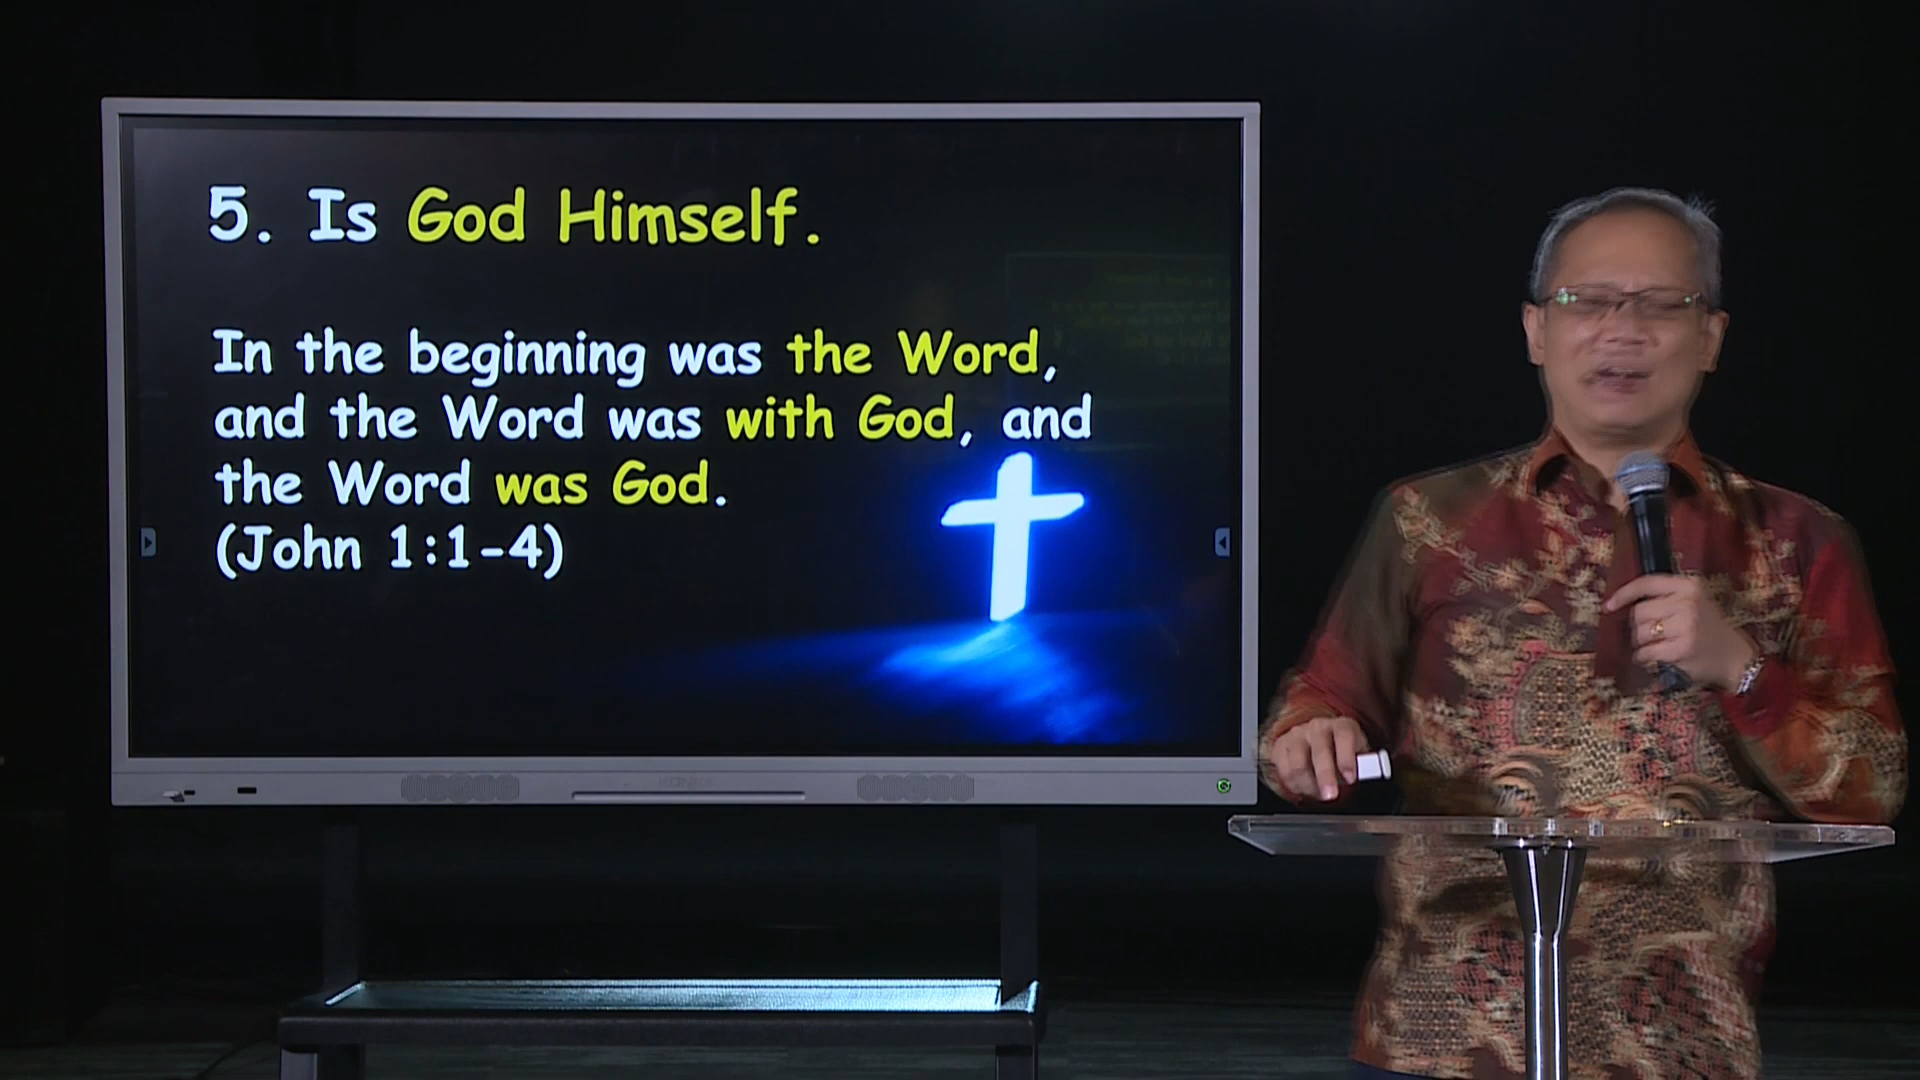 5. Is God Himself.
In the beginning was the Word,
and the Word was with God, and
the Word was God.
(John 1:1-4)